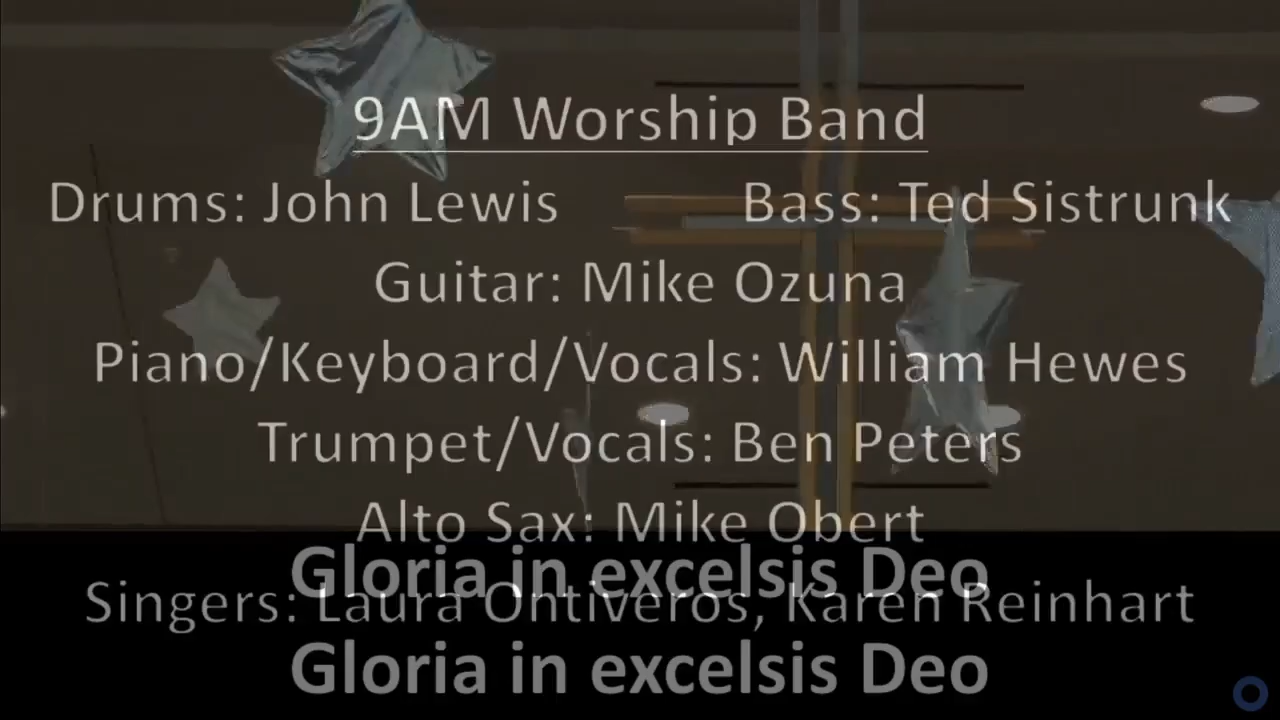 9AM Worship Band
Drums: John Lewis Bass: Ted Sistrunk
Guitar: Mike Ozuna
Piano/Keyboard/Vocals: William Hewes
Trumpet/Vocals: Ben Peters
Alto Sax: Mike Obert
Gloria in excelsis Deo
Singers: Laura Ontiveros, Karen Reinhart
Gloria in excelsis Deo